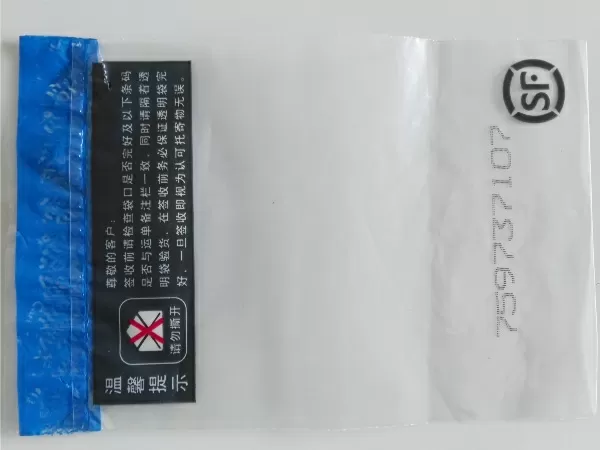 温馨提示
请勿撕开
尊敬的客户：
签收前请检查袋口是否完好及以下条码
是否与运单备注栏一致。同时请隔着透
明袋验货，在签收前务必保证透明袋完
好，一旦签收即视为认可托寄物无误。
SF
759737107